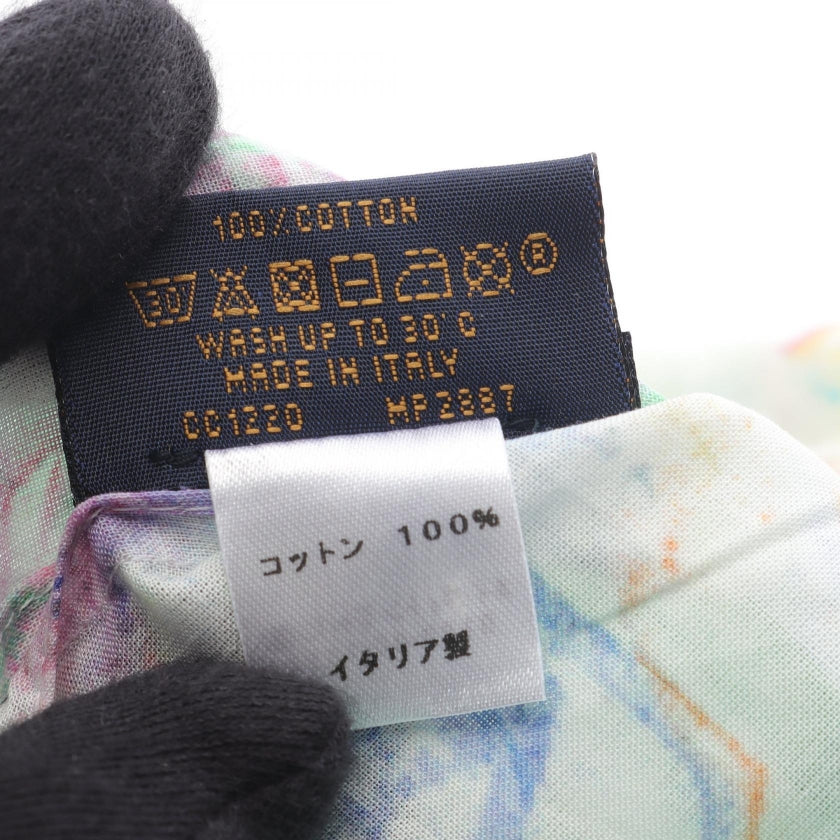 100%COTTON
30
WASH UP TO 30°C
MADE IN ITALY
CC1220 MP2887
コットン 100%
イタリア製